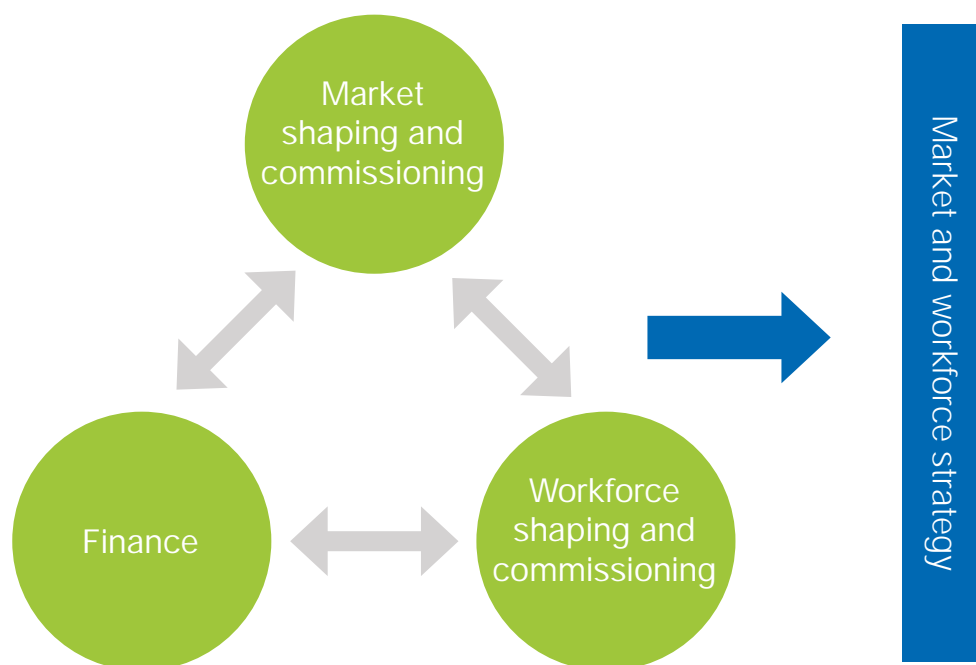 Market
shaping and
commissioning
Finance
Workforce
shaping and
commissioning
Market and workforce strategy